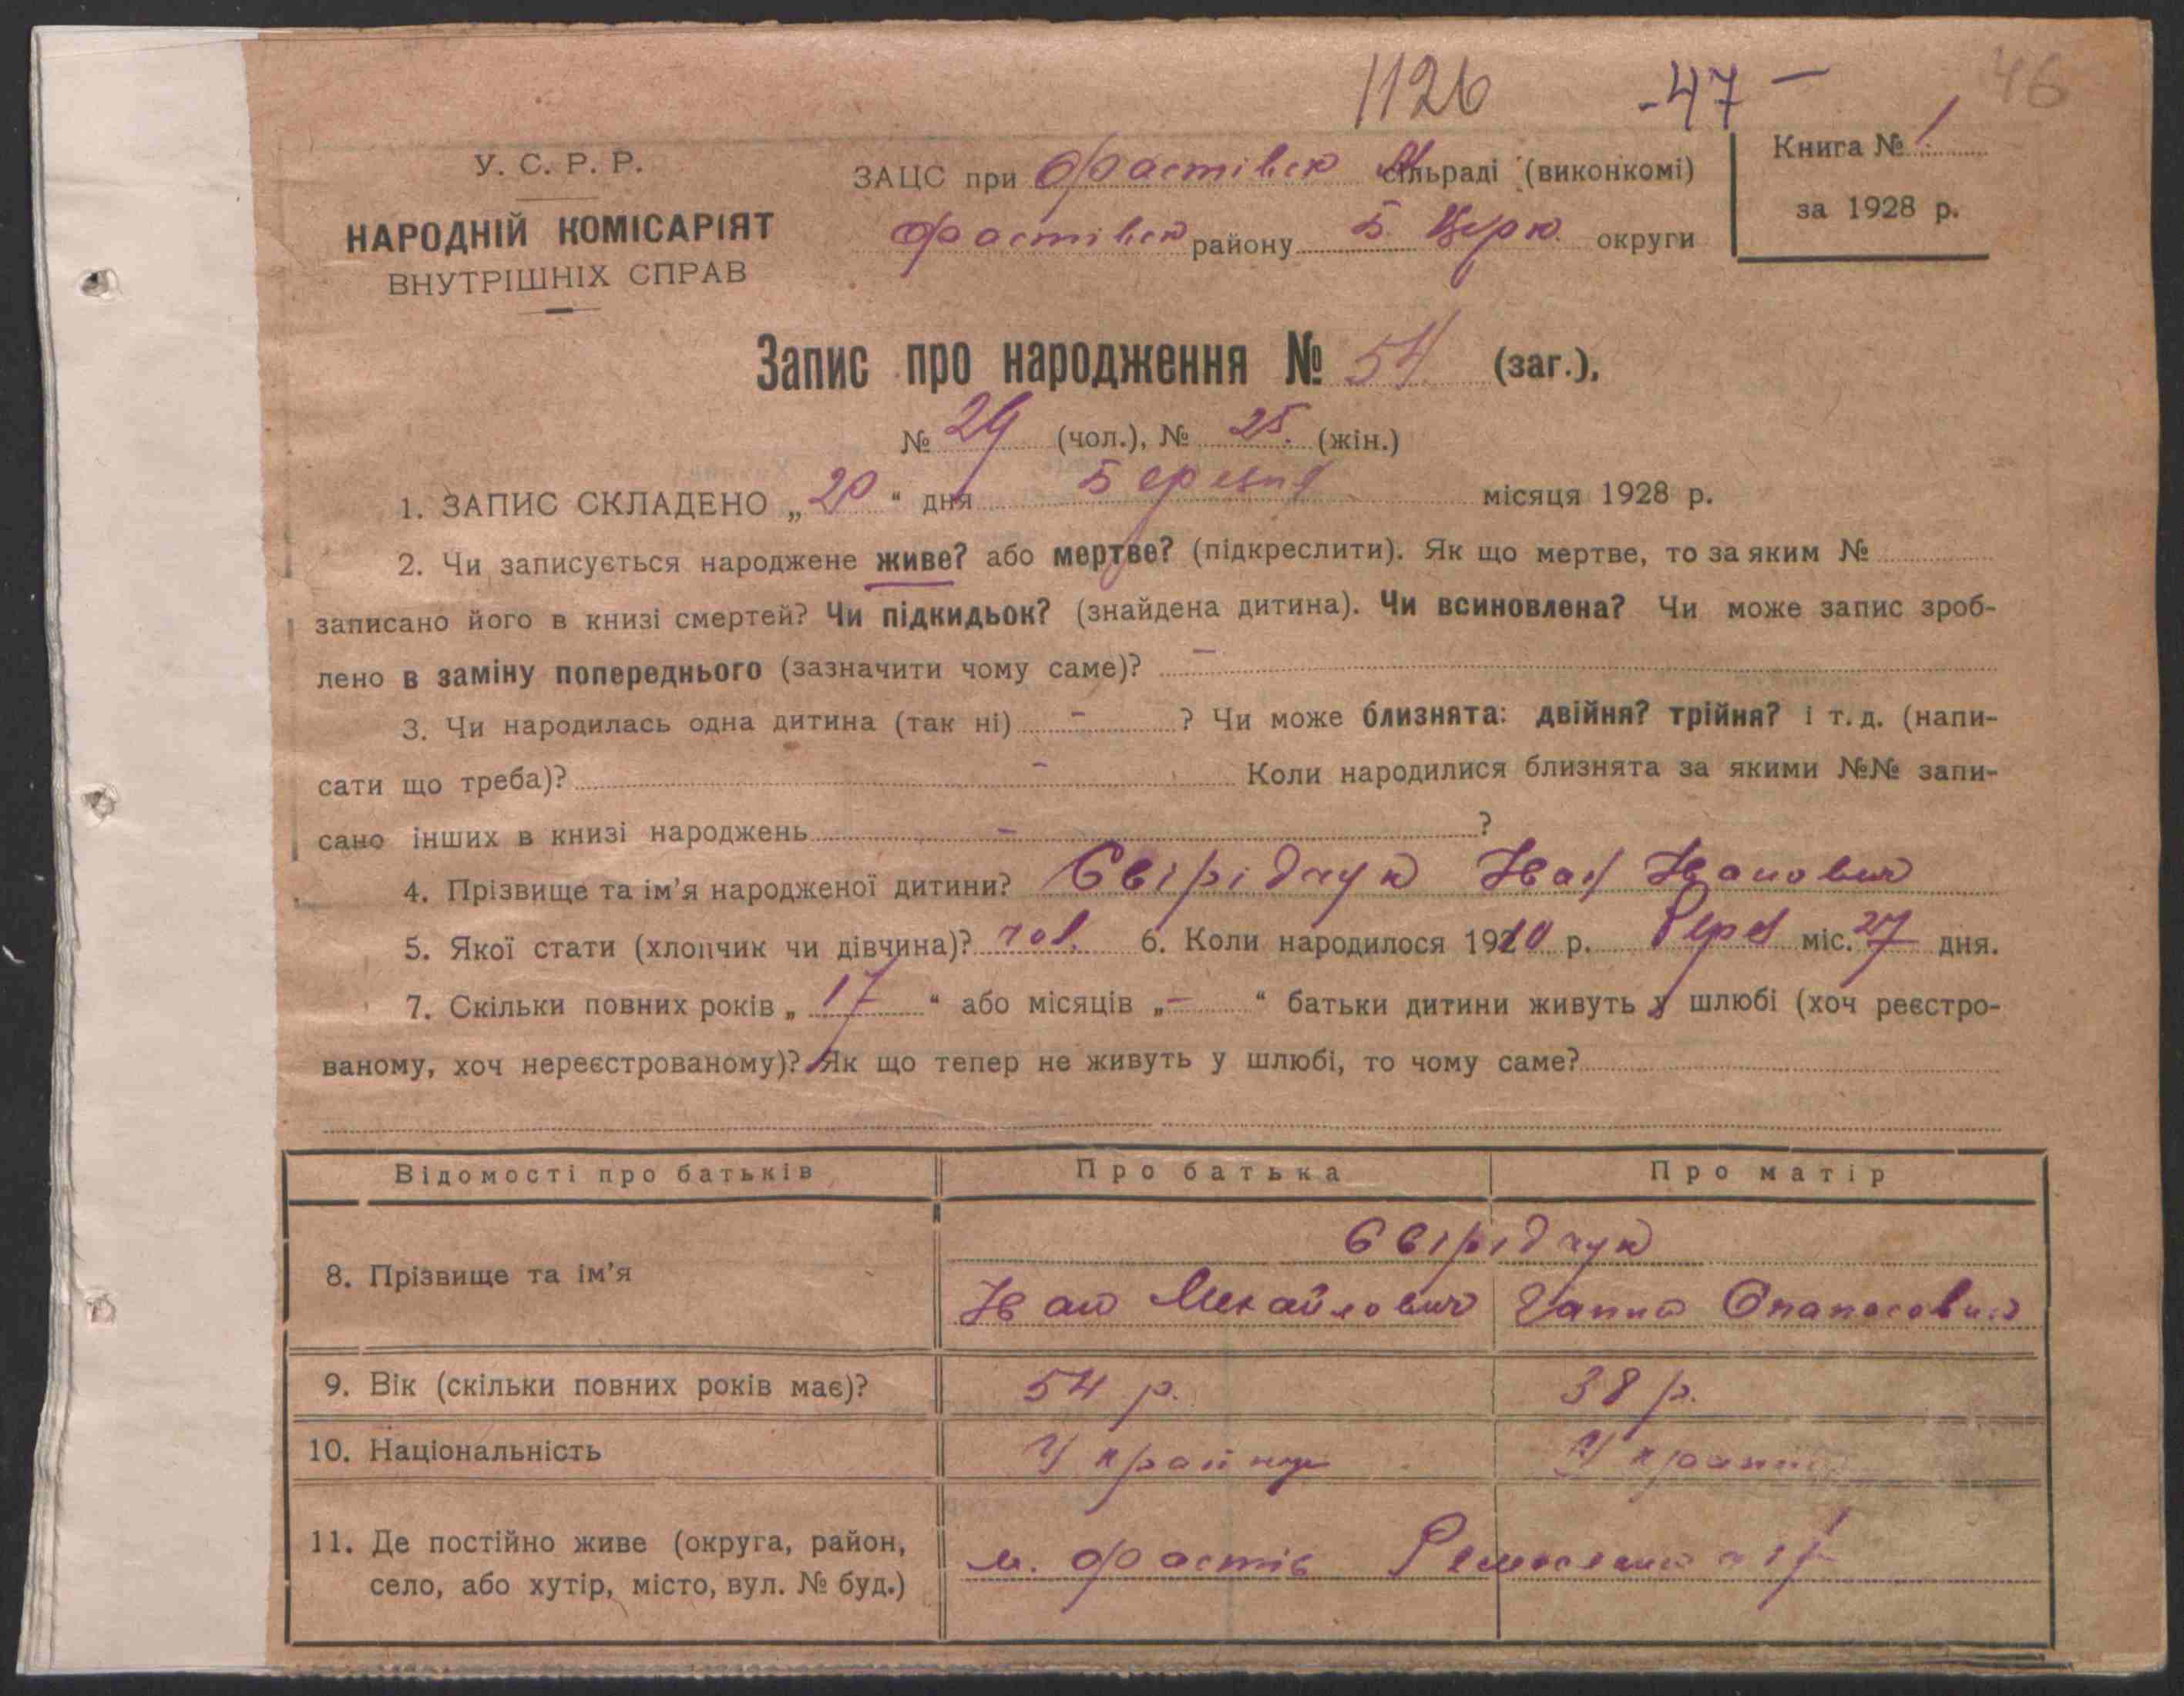 1126 -47- 46
У. С. Р. Р.
НАРОДНІЙ КОМІСАРІЯТ
ВНУТРІШНІХ СПРАВ
ЗАЦС при Фастівск сільраді (виконкомі)
Фастівск району Б. Церк. округи
Книга № 1
за 1928 р.
Запис про народження № 54 (заг.),
№ 29 (чол.), № 25. (жін.)
1. ЗАПИС СКЛАДЕНО „ 20 “ дня Березня місяця 1928 р.
2. Чи записується народжене живе? або мертве? (підкреслити). Як що мертве, то за яким №
записано його в книзі смертей? Чи підкидьок? (знайдена дитина). Чи всиновлена? Чи може запис зроб-
лено в заміну попереднього (зазначити чому саме)? -
3. Чи народилась одна дитина (так ні) - ? Чи може близнята: двійня? трійня? і т. д. (напи-
сати що треба)? - Коли народилися близнята за якими №№ запи-
сано інших в книзі народжень - ?
4. Прізвище та ім’я народженої дитини? Свірідчук Іван Іванович
5. Якої стати (хлопчик чи дівчина)? чол. 6. Коли народилося 1910 р. міс. 27 дня.
7. Скільки повних років „ 17 “ або місяців „ - “ батьки дитини живуть у шлюбі (хоч реєстро-
ваному, хоч нереєстрованому)? Як що тепер не живуть у шлюбі, то чому саме?
Відомості про батьків Про батька Про матір
8. Прізвище та ім’я Свірідчук
Іван Михайлович Ганна Опанасовна
9. Вік (скільки повних років має)? 54 р. 38 р.
10. Національність
11. Де постійно живе (округа, район,
село, або хутір, місто, вул. № буд.) м. Фастів